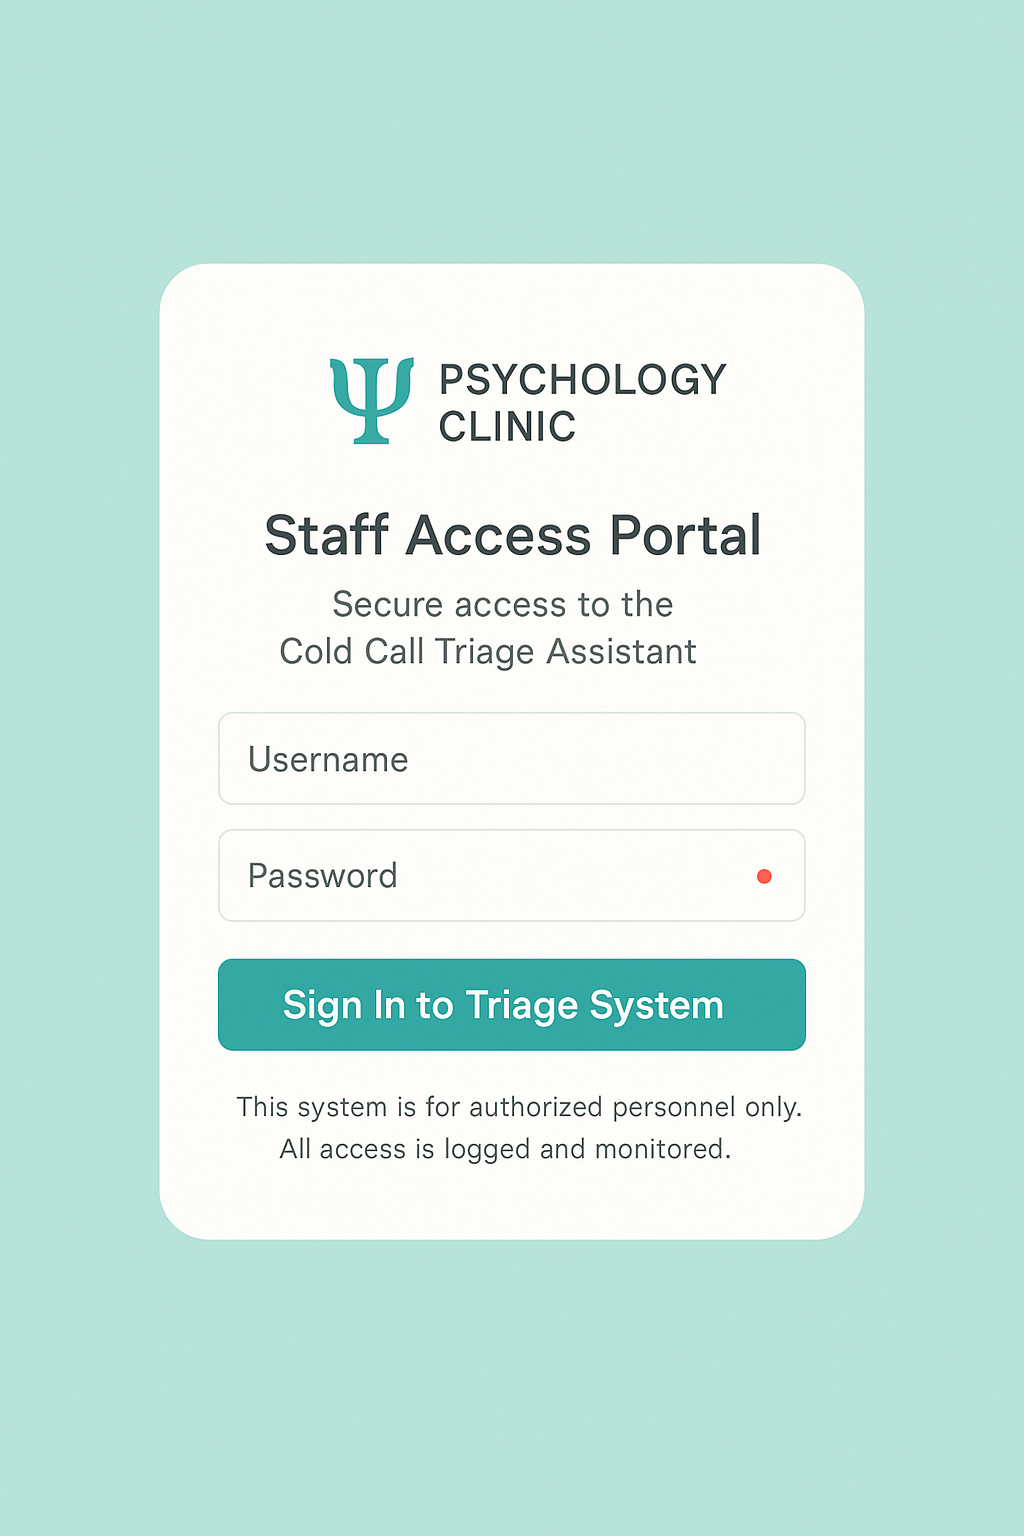 Ψ PSYCHOLOGY
CLINIC
Staff Access Portal
Secure access to the
Cold Call Triage Assistant
Username
Password
Sign In to Triage System
This system is for authorized personnel only.
All access is logged and monitored.